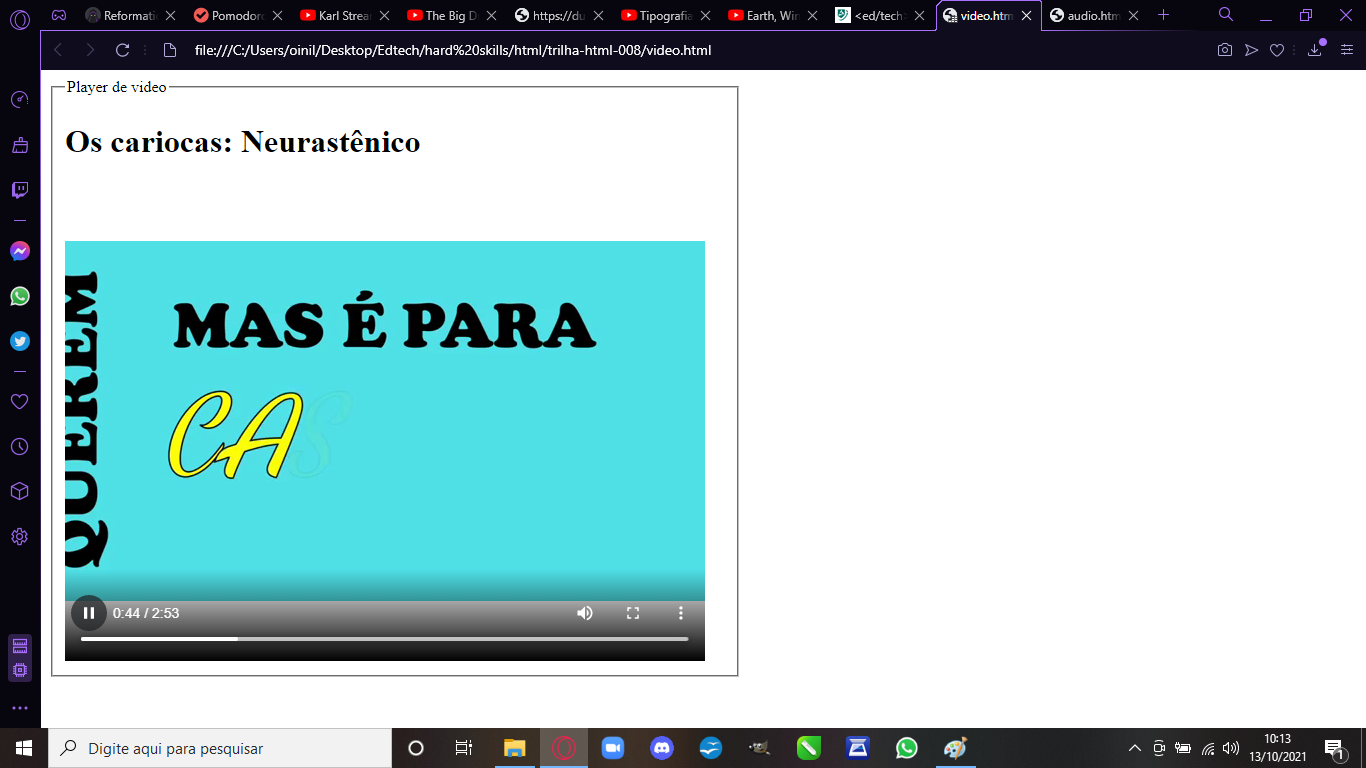 Reformati
Pomodoro
Karl Strea
The Big D
https://du
Tipografia
Earth, Win
<ed/tech
video.htm
audio.htm
file:///C:/Users/oinil/Desktop/Edtech/hard%20skills/html/trilha-html-008/video.html
Player de video
Os cariocas: Neurastênico
QUEREM
MAS É PARA
CAS
0:44 / 2:53
Digite aqui para pesquisar
10:13
13/10/2021
1